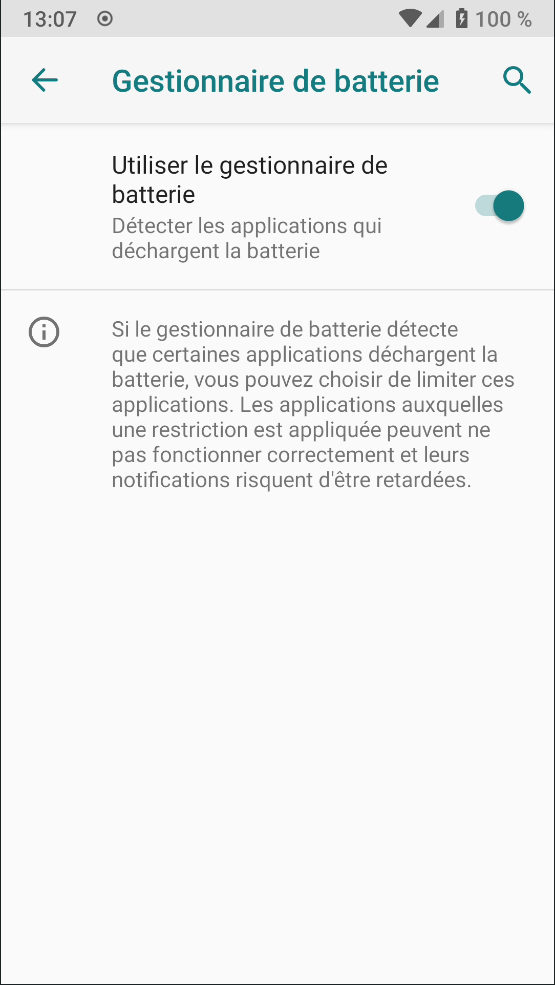 13:07
100 %
Gestionnaire de batterie
Utiliser le gestionnaire de
batterie
Détecter les applications qui
déchargent la batterie
Si le gestionnaire de batterie détecte
que certaines applications déchargent la
batterie, vous pouvez choisir de limiter ces
applications. Les applications auxquelles
une restriction est appliquée peuvent ne
pas fonctionner correctement et leurs
notifications risquent d'être retardées.